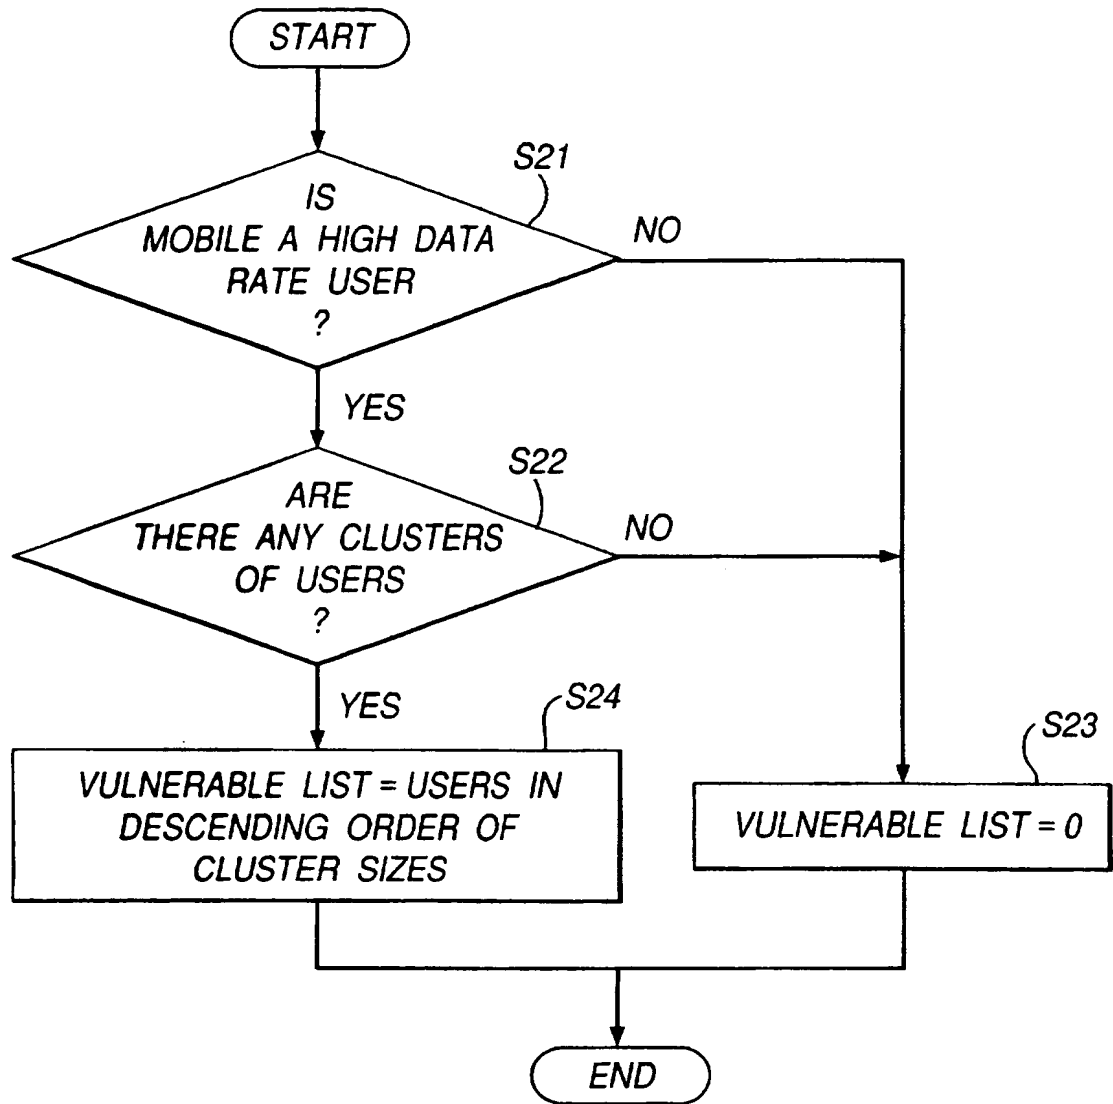 START
S21
IS
MOBILE A HIGH DATA
RATE USER
?
NO
YES
S22
ARE
THERE ANY CLUSTERS
OF USERS
?
NO
YES
S24
VULNERABLE LIST = USERS IN
DESCENDING ORDER OF
CLUSTER SIZES
S23
VULNERABLE LIST = 0
END